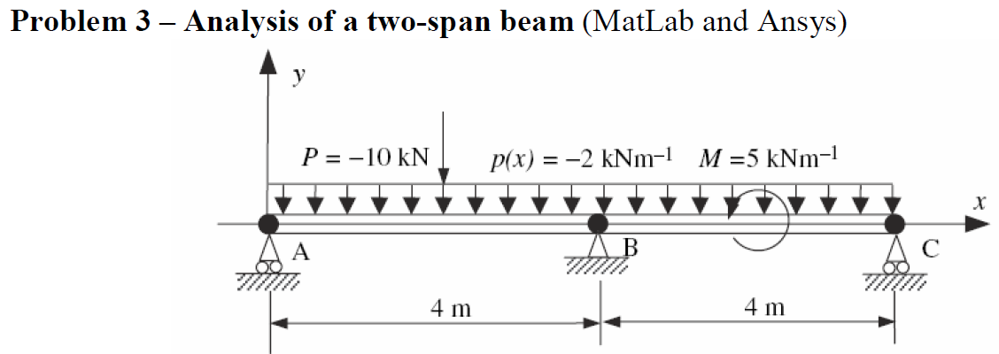 Problem 3 – Analysis of a two-span beam (MatLab and Ansys)
y
P = −10 kN
p(x) = −2 kNm⁻¹
M =5 kNm⁻¹
x
A
B
C
4 m
4 m